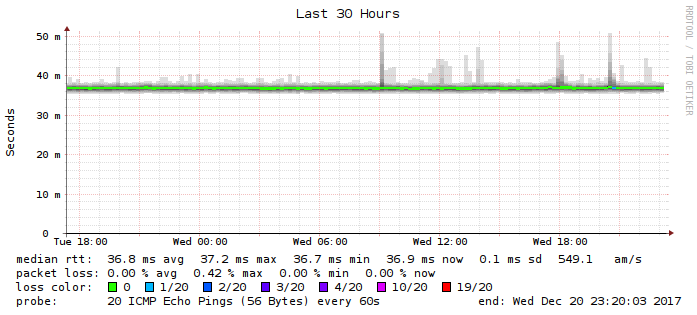 Last 30 Hours
RRDTOOL / TOBI OETIKER
Seconds
50 m
40 m
30 m
20 m
10 m
0
Tue 18:00 Wed 00:00 Wed 06:00 Wed 12:00 Wed 18:00
median rtt: 36.8 ms avg 37.2 ms max 36.7 ms min 36.9 ms now 0.1 ms sd 549.1 am/s
packet loss: 0.00 % avg 0.42 % max 0.00 % min 0.00 % now
loss color: 0 1/20 2/20 3/20 4/20 10/20 19/20
probe: 20 ICMP Echo Pings (56 Bytes) every 60s end: Wed Dec 20 23:20:03 2017